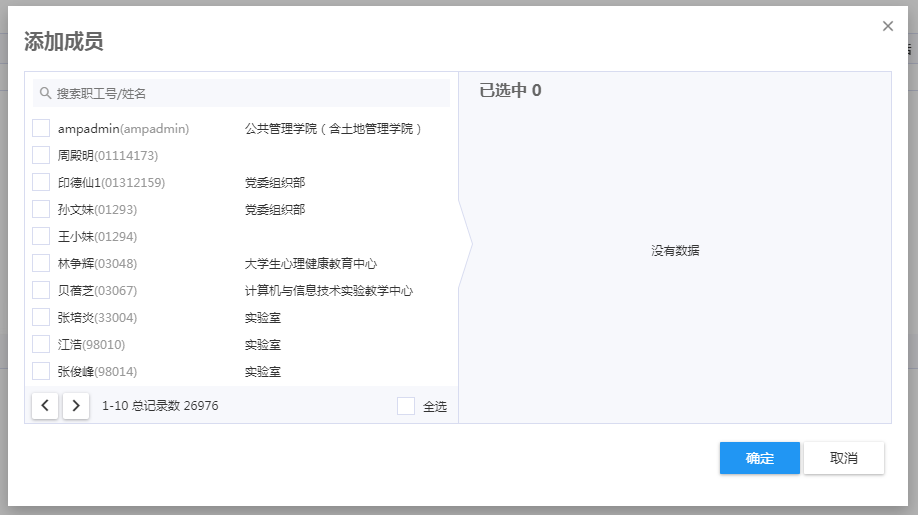 添加成员
搜索职工号/姓名
已选中 0
ampadmin(ampadmin) 公共管理学院（含土地管理学院）
周殿明(01114173)
印德仙1(01312159) 党委组织部
孙文妹(01293) 党委组织部
王小妹(01294)
林争辉(03048) 大学生心理健康教育中心
没有数据
贝蓓芝(03067) 计算机与信息技术实验教学中心
张培炎(33004) 实验室
江浩(98010) 实验室
张俊峰(98014) 实验室
1-10 总记录数 26976 全选
确定 取消